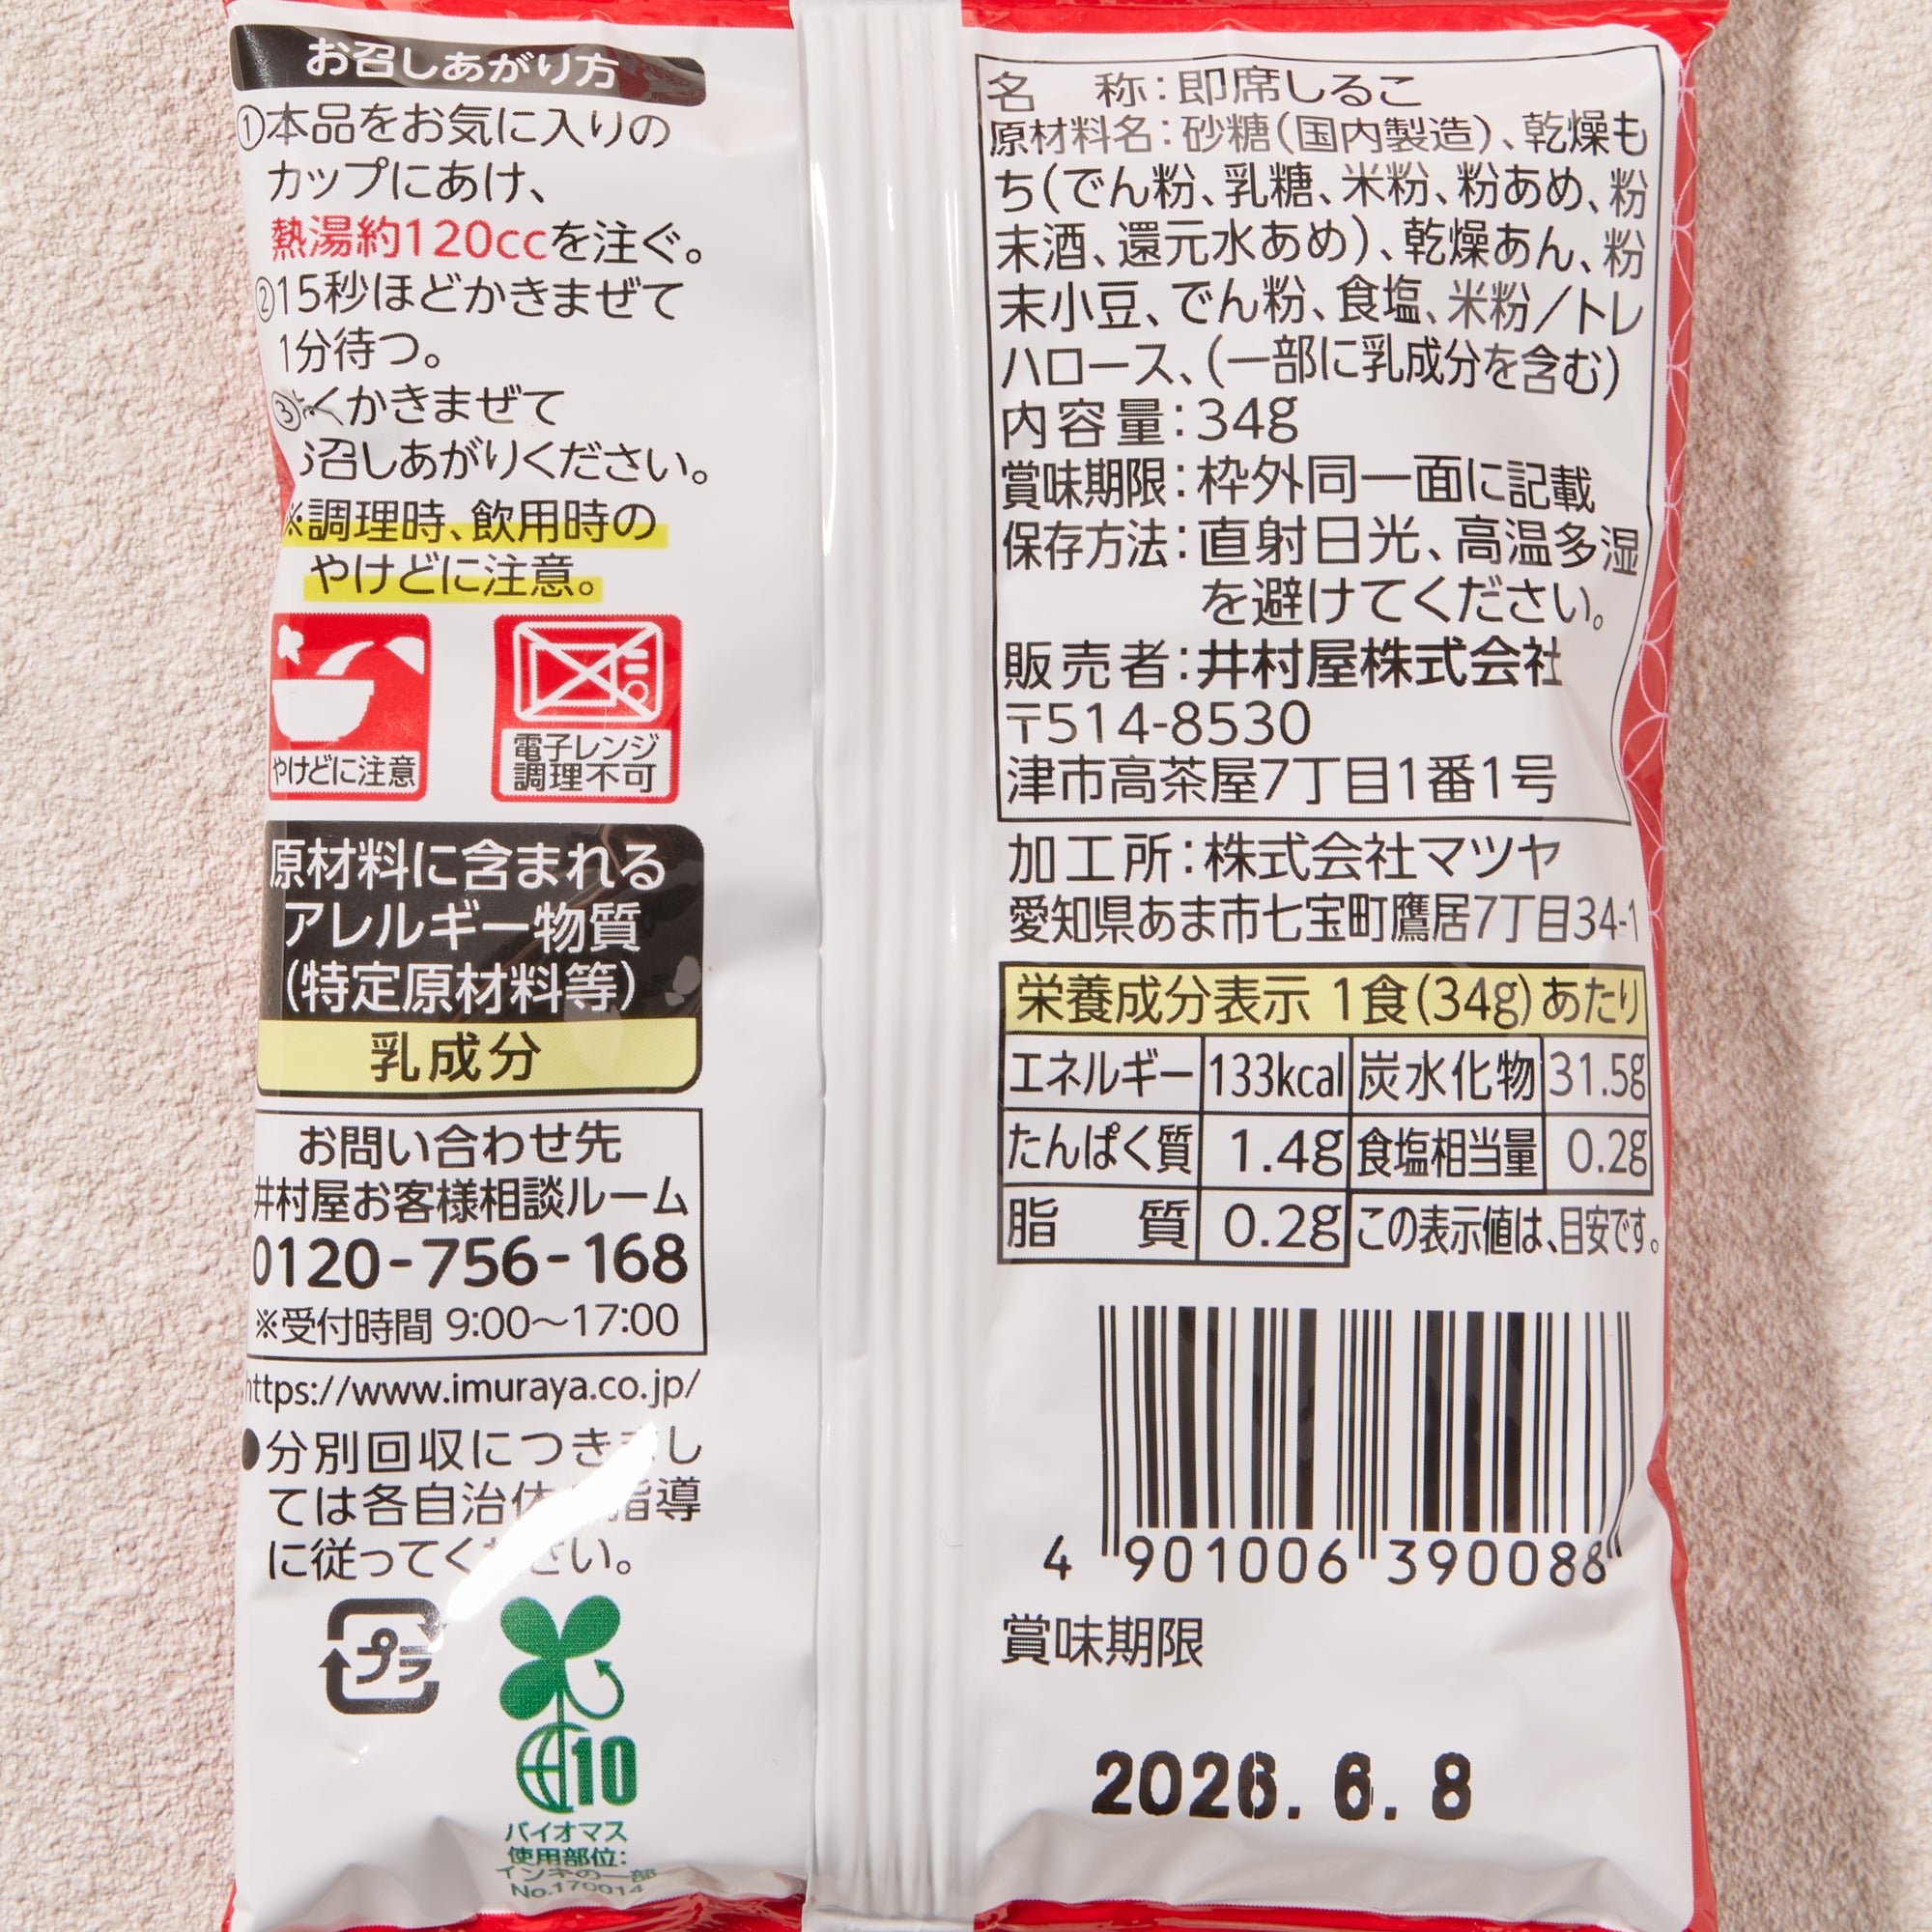 お召しあがり方
①本品をお気に入りの
カップにあけ、
熱湯約120ccを注ぐ。
②15秒ほどかきまぜて
1分待つ。
③よくかきまぜて
お召しあがりください。
※調理時、飲用時の
やけどに注意。
やけどに注意
電子レンジ
調理不可
原材料に含まれる
アレルギー物質
(特定原材料等)
乳成分
お問い合わせ先
井村屋お客様相談ルーム
0120-756-168
※受付時間 9:00～17:00
https://www.imuraya.co.jp/
●分別回収につきまし
ては各自治体の指導
に従ってください。
プラ
10
バイオマス
使用部位:
インキの一部
No.170014
名 称:即席しるこ
原材料名:砂糖(国内製造)、乾燥も
ち(でん粉、乳糖、米粉、粉あめ、粉
末酒、還元水あめ)、乾燥あん、粉
末小豆、でん粉、食塩、米粉/トレ
ハロース、(一部に乳成分を含む)
内容量:34g
賞味期限:枠外同一面に記載
保存方法:直射日光、高温多湿
を避けてください。
販売者:井村屋株式会社
〒514-8530
津市高茶屋7丁目1番1号
加工所:株式会社マツヤ
愛知県あま市七宝町鷹居7丁目34-1
栄養成分表示 1食(34g)あたり
エネルギー 133kcal 炭水化物 31.5g
たんぱく質 1.4g 食塩相当量 0.2g
脂 質 0.2g この表示値は、目安です。
4 901006 390088
賞味期限
2026. 6. 8